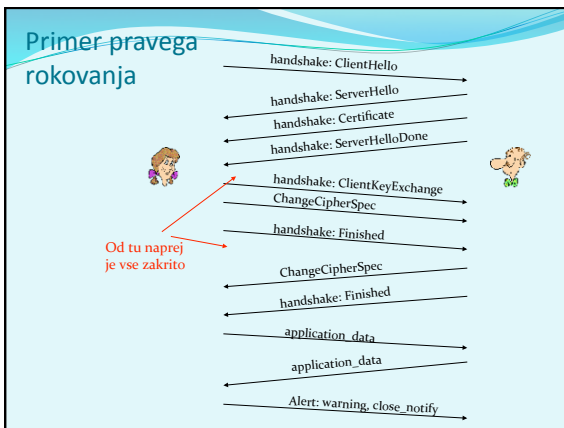 Primer pravega
rokovanja
handshake: ClientHello
handshake: ServerHello
handshake: Certificate
handshake: ServerHelloDone
handshake: ClientKeyExchange
ChangeCipherSpec
handshake: Finished
Od tu naprej
je vse zakrito
ChangeCipherSpec
handshake: Finished
application_data
application_data
Alert: warning, close_notify